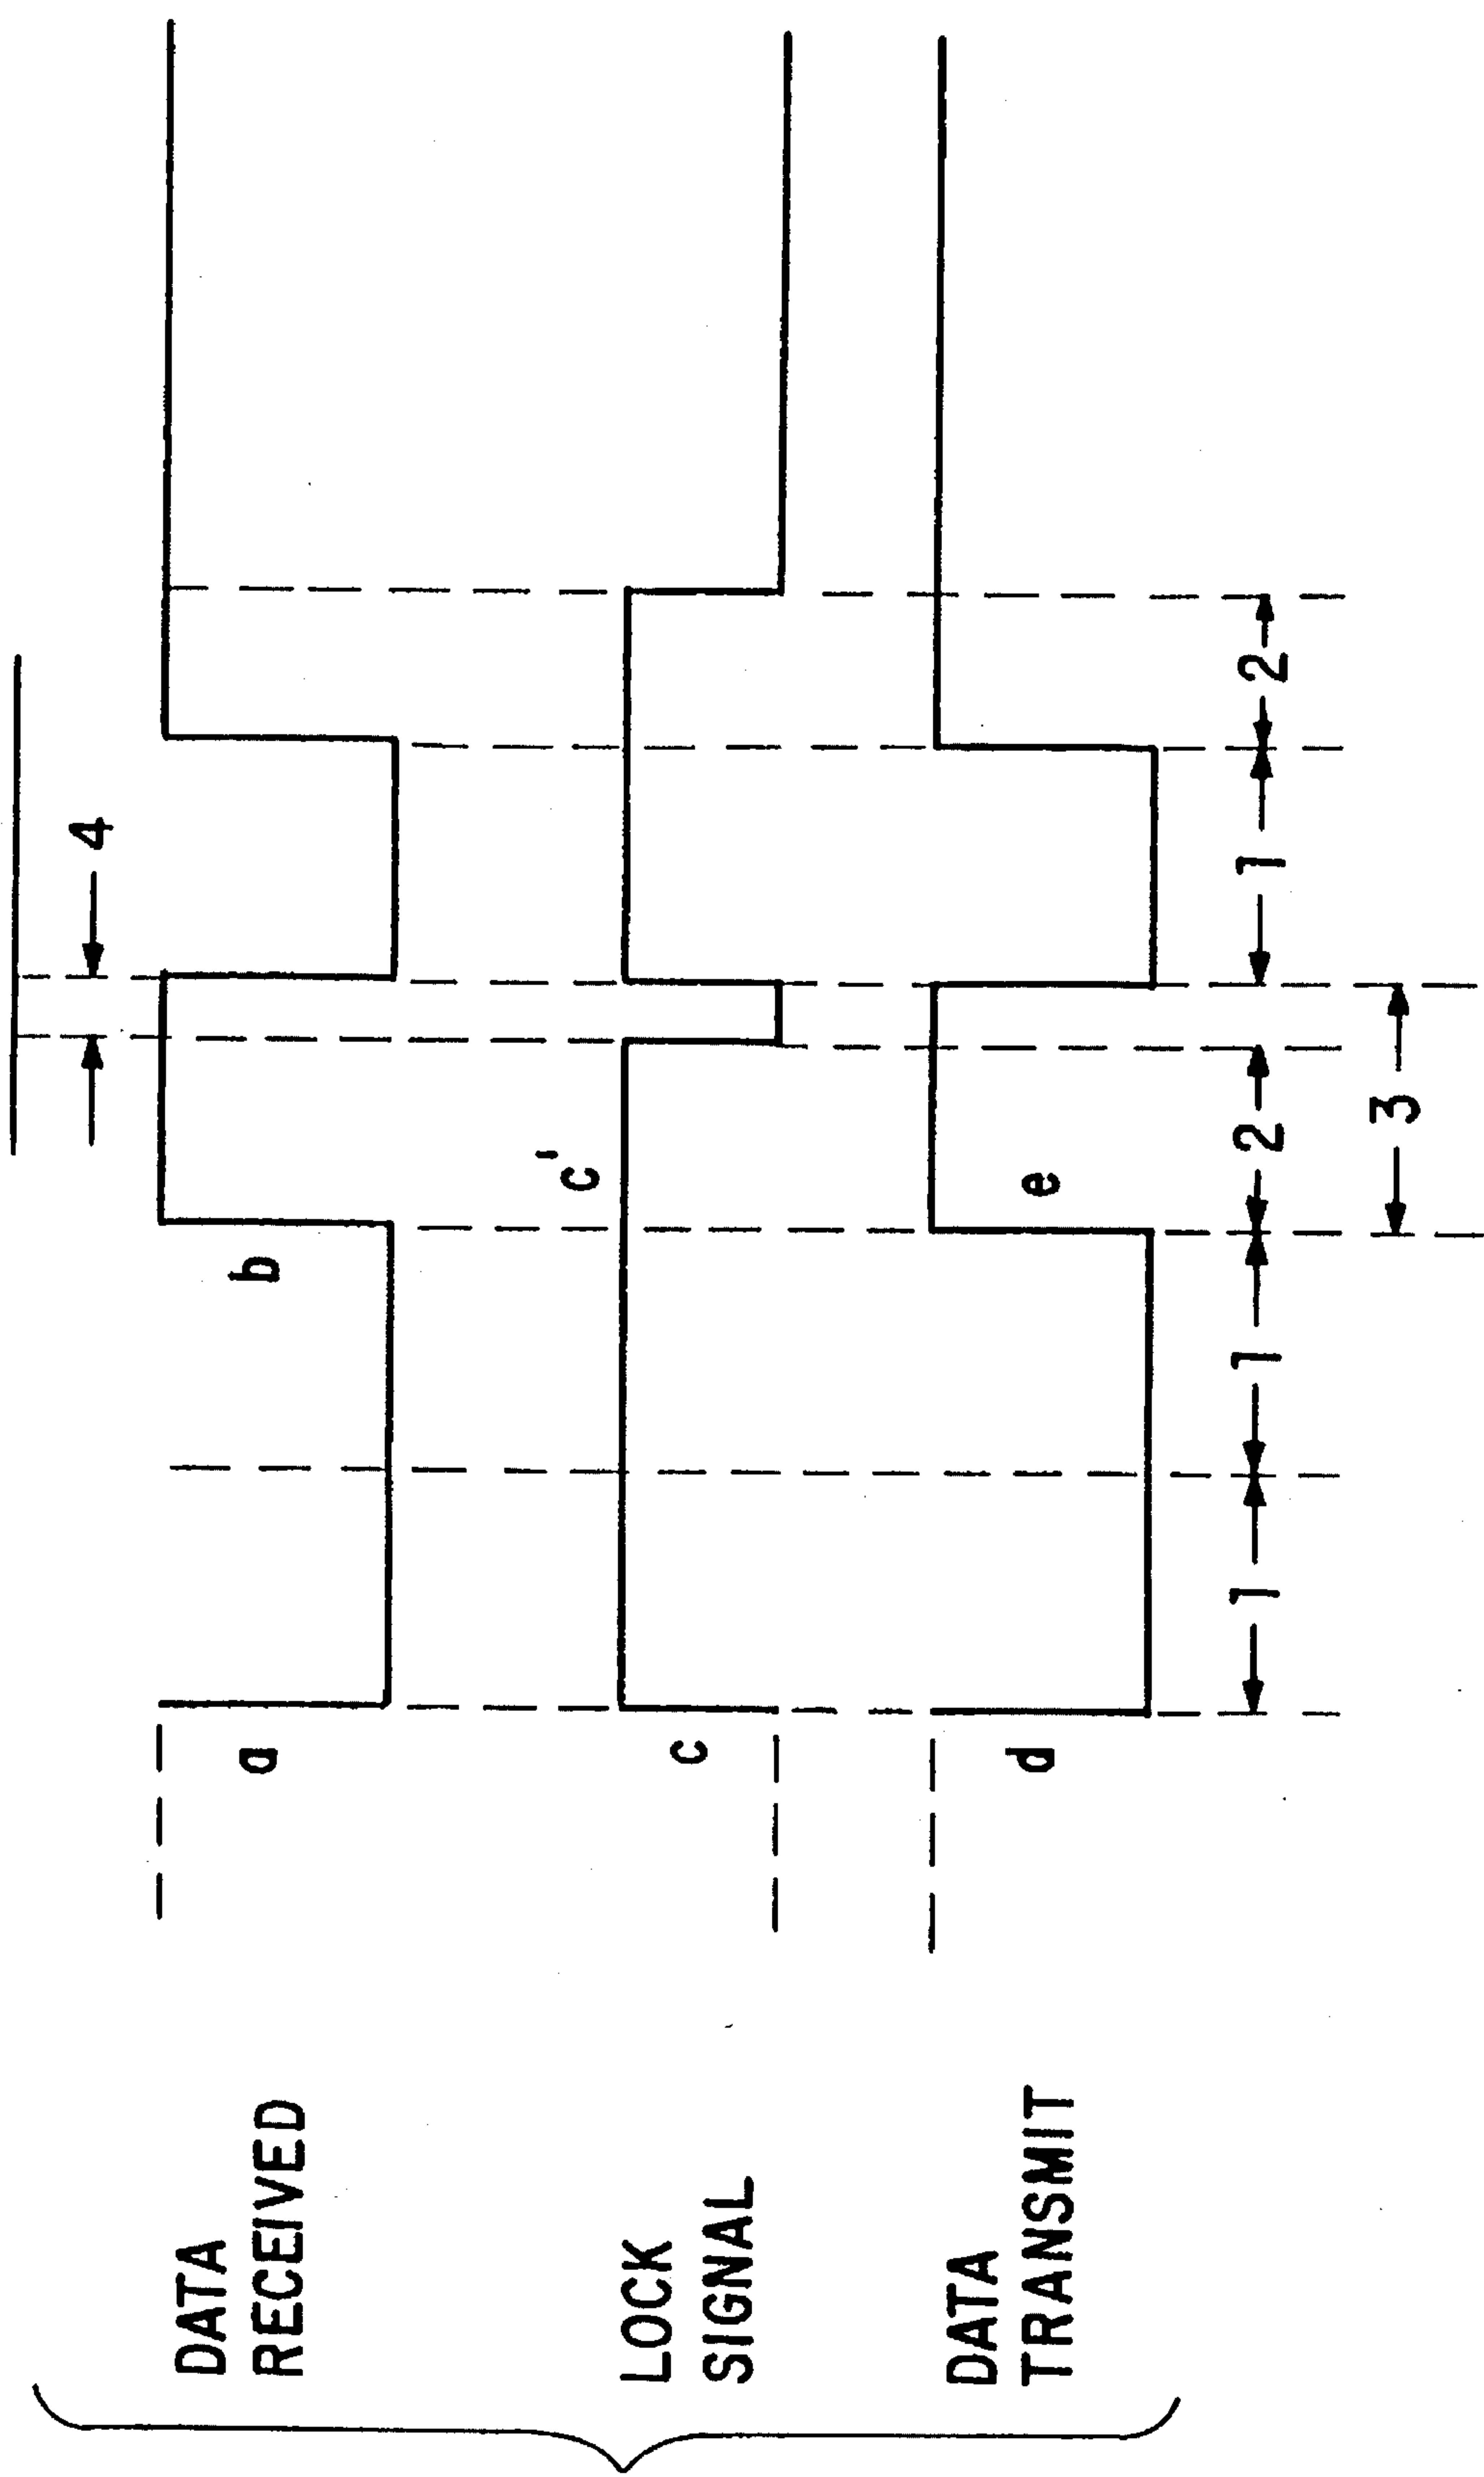 4
DATA
RECEIVED
a
b
LOCK
SIGNAL
c
c'
DATA
TRANSMIT
d
e
1
1
2
1
2
3